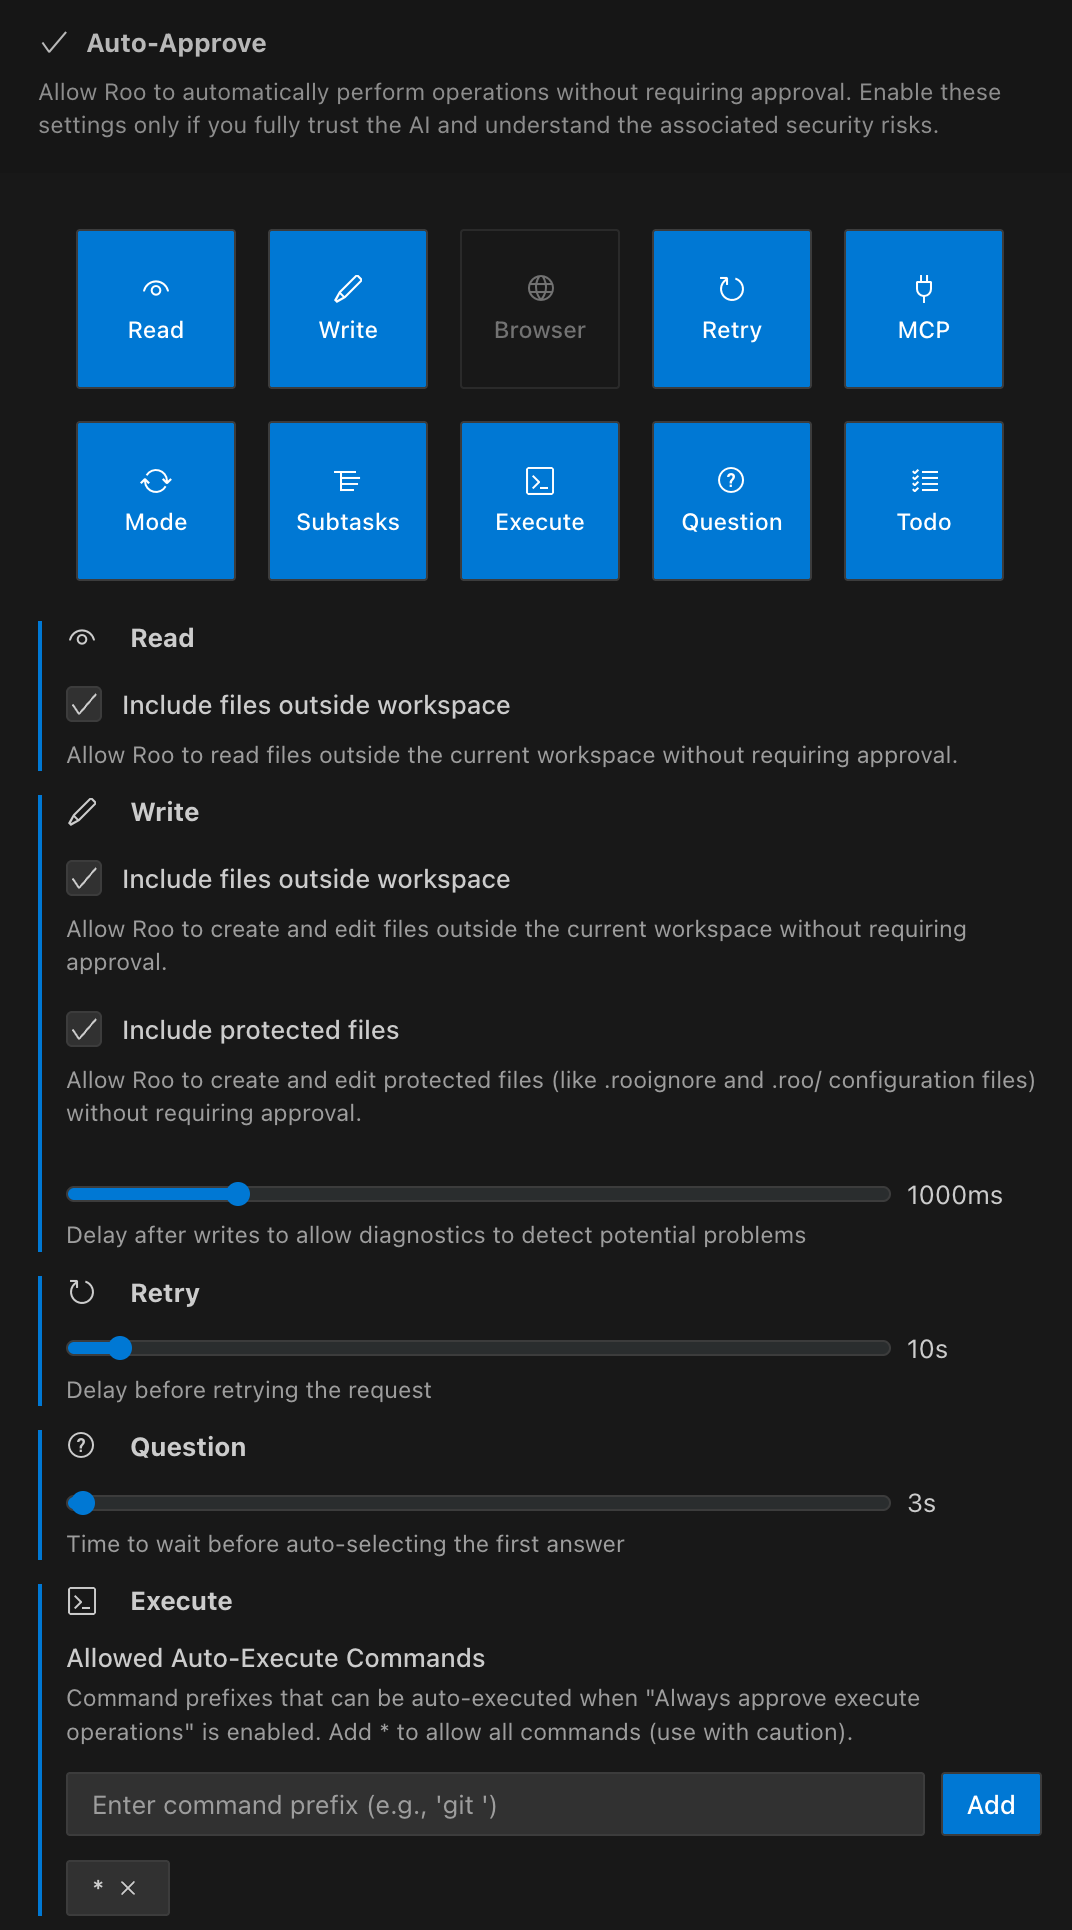 Auto-Approve
Allow Roo to automatically perform operations without requiring approval. Enable these
settings only if you fully trust the AI and understand the associated security risks.
Read
Write
Browser
Retry
MCP
Mode
Subtasks
Execute
Question
Todo
Read
Include files outside workspace
Allow Roo to read files outside the current workspace without requiring approval.
Write
Include files outside workspace
Allow Roo to create and edit files outside the current workspace without requiring
approval.
Include protected files
Allow Roo to create and edit protected files (like .rooignore and .roo/ configuration files)
without requiring approval.
1000ms
Delay after writes to allow diagnostics to detect potential problems
Retry
10s
Delay before retrying the request
Question
3s
Time to wait before auto-selecting the first answer
Execute
Allowed Auto-Execute Commands
Command prefixes that can be auto-executed when "Always approve execute
operations" is enabled. Add * to allow all commands (use with caution).
Enter command prefix (e.g., 'git ')
Add
*